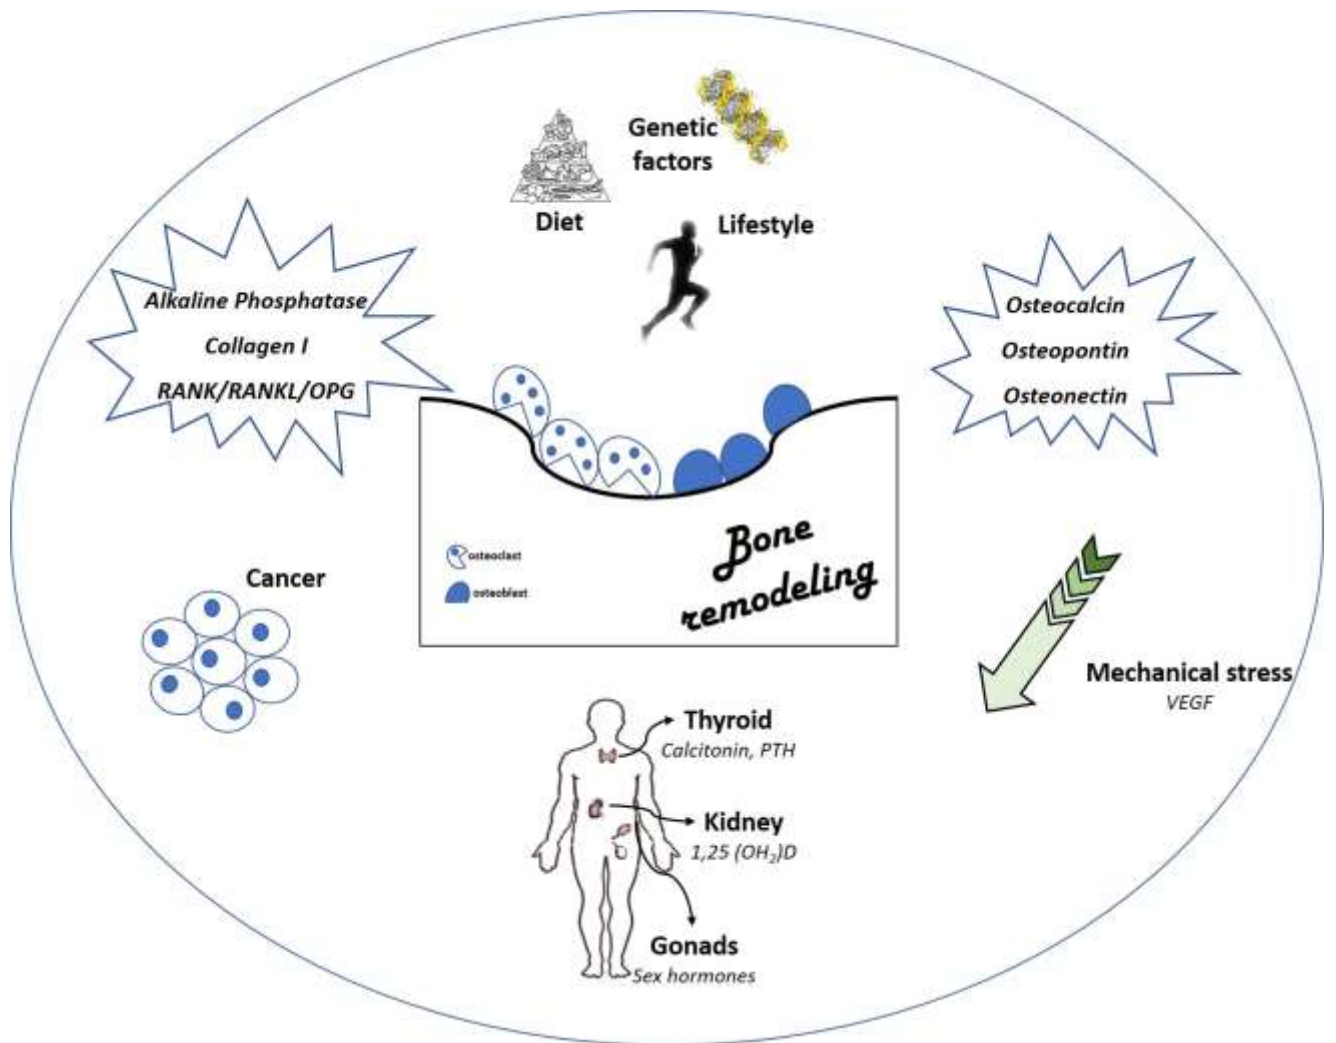 Genetic
factors
Diet
Lifestyle
Alkaline Phosphatase
Collagen I
RANK/RANKL/OPG
Osteocalcin
Osteopontin
Osteonectin
osteoclast
osteoblast
Bone
remodeling
Cancer
Mechanical stress
VEGF
Thyroid
Calcitonin, PTH
Kidney
1,25 (OH₂)D
Gonads
Sex hormones